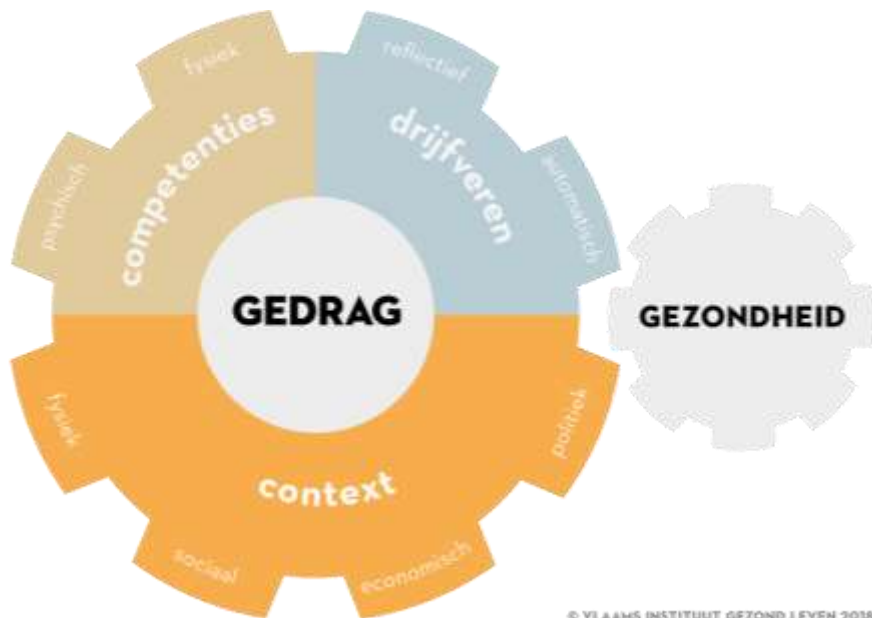 fysiek
reflectief
psychisch
competenties
drijfveren
automatisch
GEDRAG
GEZONDHEID
fysiek
context
politiek
sociaal
economisch
© VLAAMS INSTITUUT GEZOND LEVEN 2018